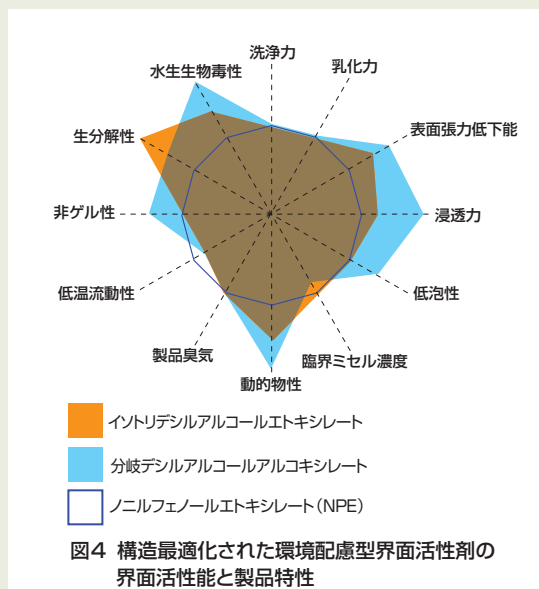 洗浄力
乳化力
表面張力低下能
浸透力
低泡性
臨界ミセル濃度
動的物性
製品臭気
低温流動性
非ゲル性
生分解性
水生生物毒性
イソトリデシルアルコールエトキシレート
分岐デシルアルコールアルコキシレート
ノニルフェノールエトキシレート（NPE）
図4 構造最適化された環境配慮型界面活性剤の
界面活性能と製品特性